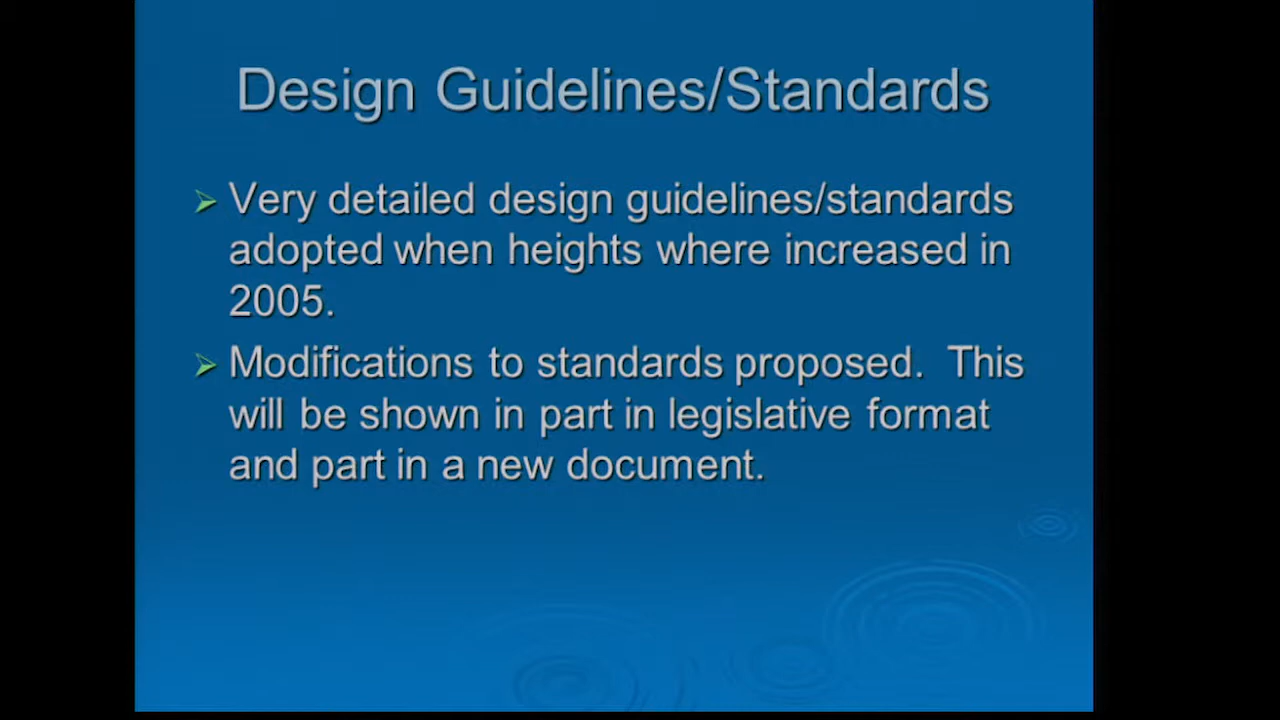 Design Guidelines/Standards
Very detailed design guidelines/standards
adopted when heights where increased in
2005.
Modifications to standards proposed. This
will be shown in part in legislative format
and part in a new document.